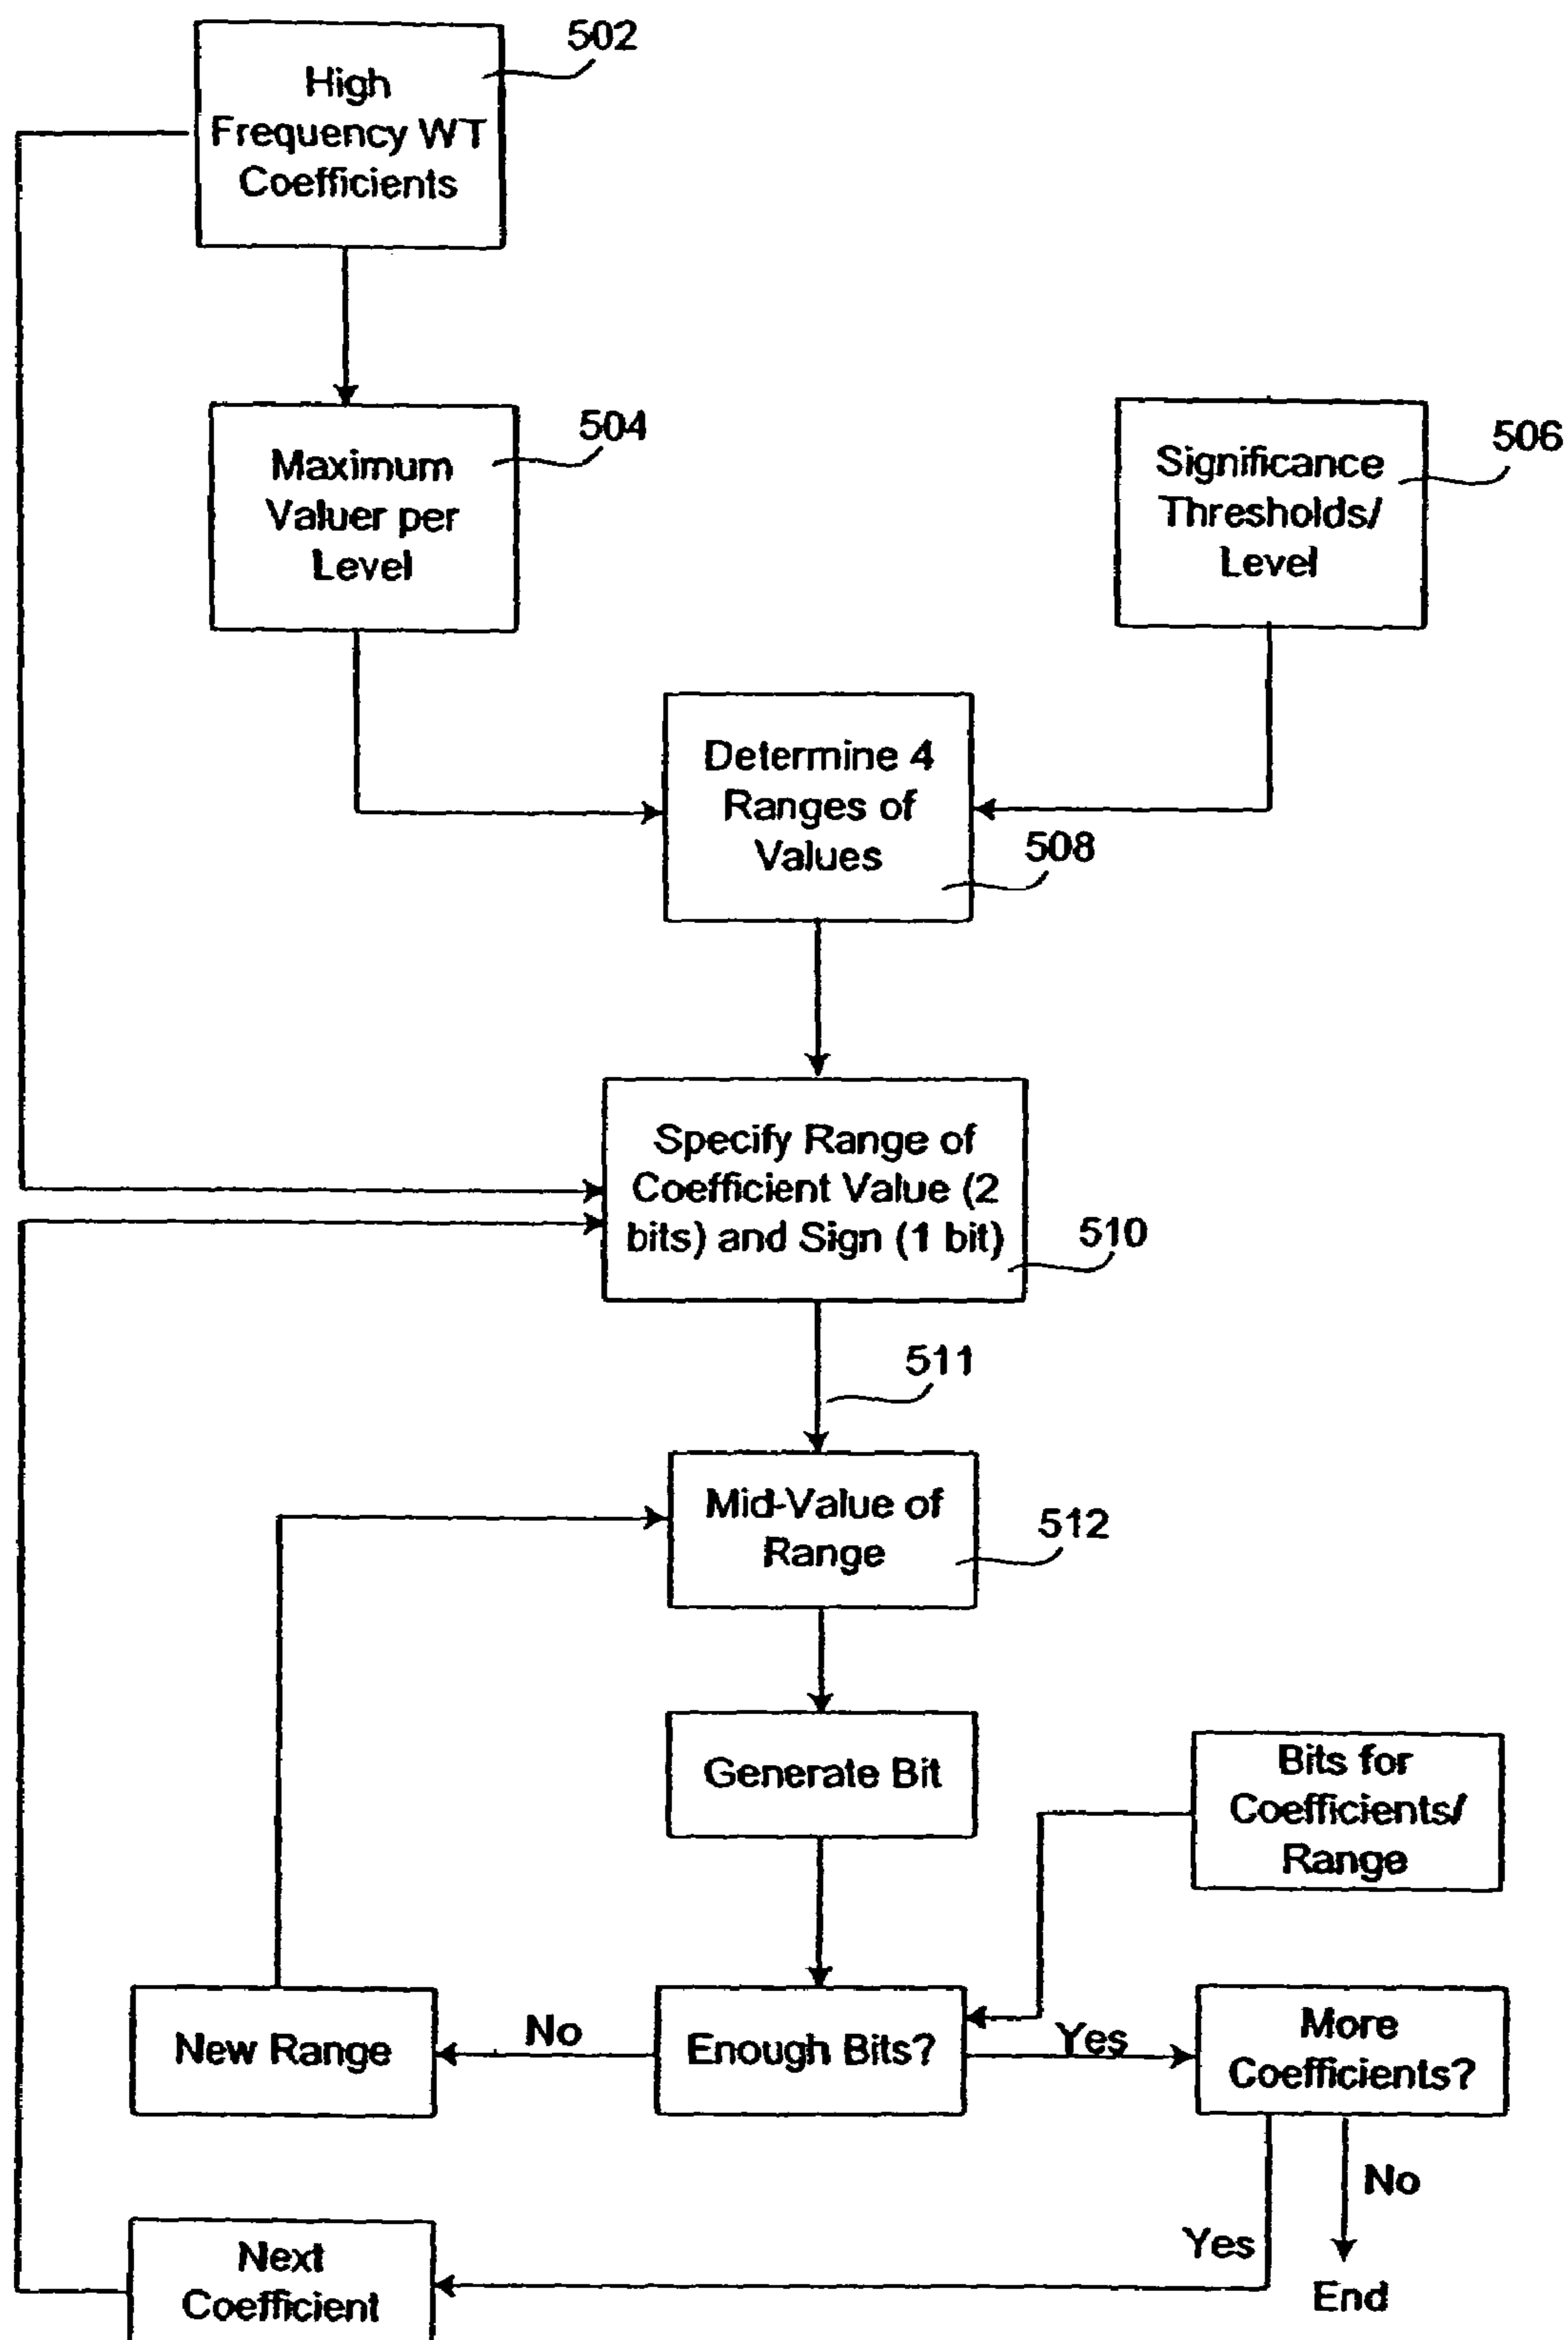 502
High
Frequency WT
Coefficients
504
Maximum
Valuer per
Level
506
Significance
Thresholds/
Level
Determine 4
Ranges of
Values
508
Specify Range of
Coefficient Value (2
bits) and Sign (1 bit)
510
511
Mid-Value of
Range
512
Generate Bit
Bits for
Coefficients/
Range
New Range
No
Enough Bits?
Yes
More
Coefficients?
No
Yes
End
Next
Coefficient